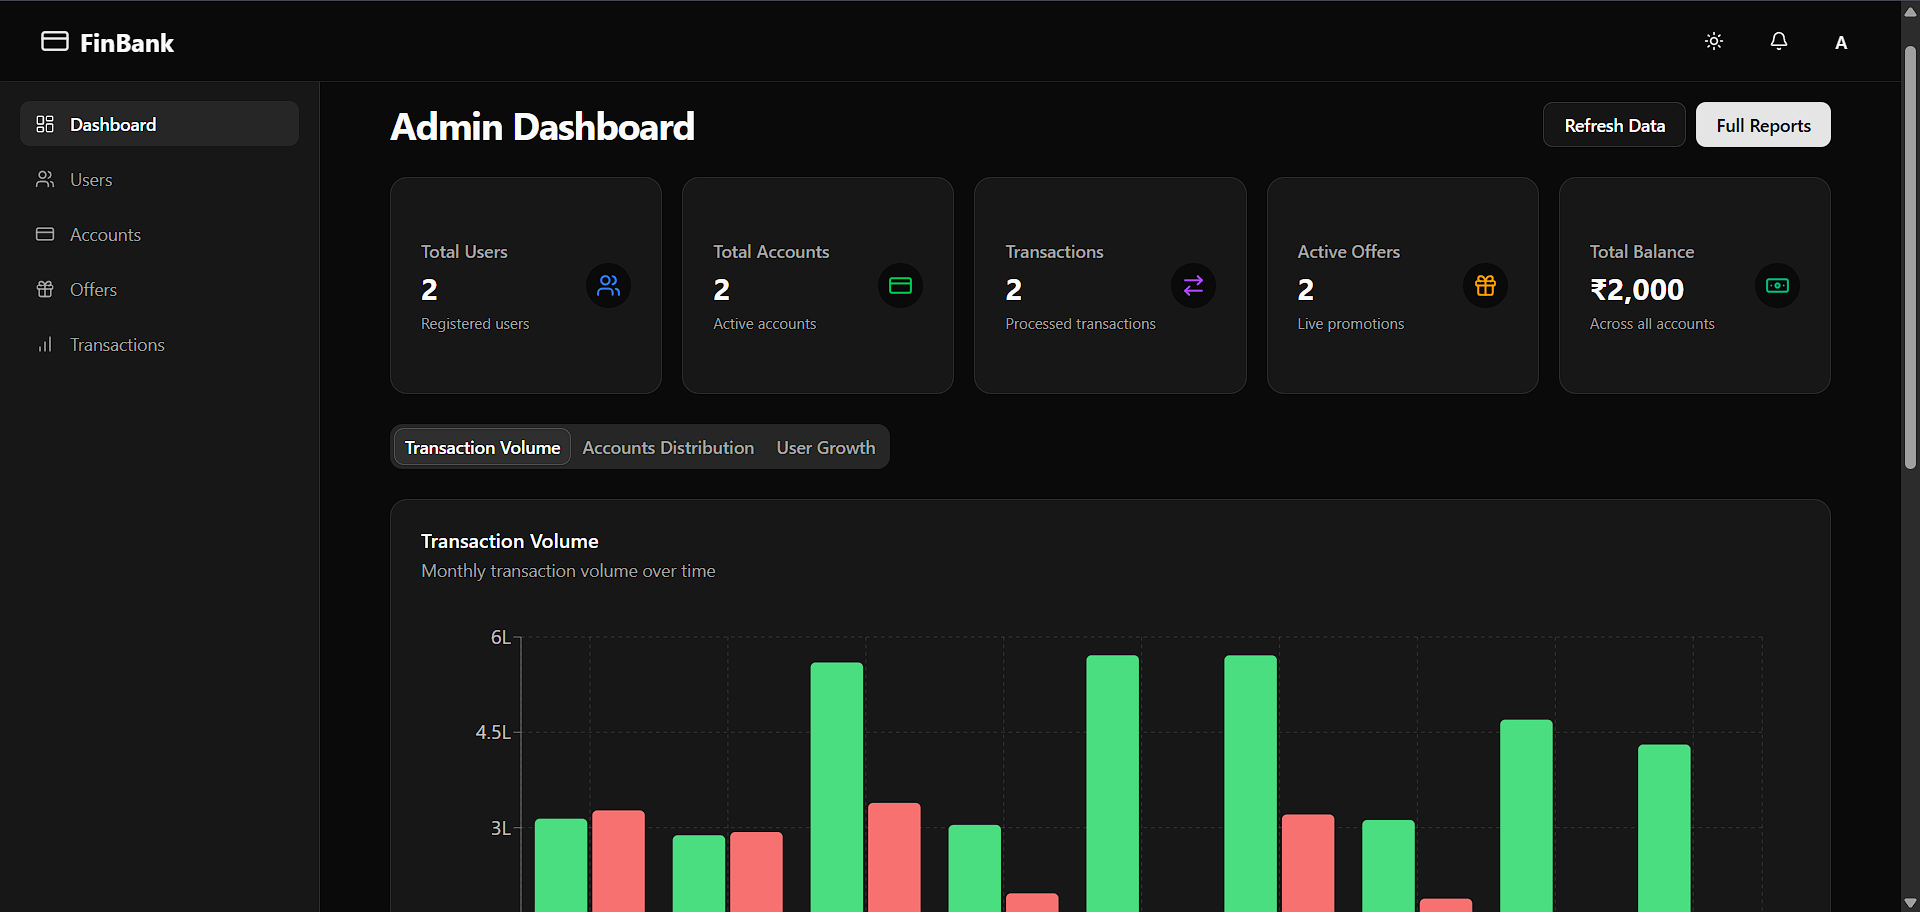 FinBank
A
Dashboard
Users
Accounts
Offers
Transactions
Admin Dashboard
Refresh Data
Full Reports
Total Users
2
Registered users
Total Accounts
2
Active accounts
Transactions
2
Processed transactions
Active Offers
2
Live promotions
Total Balance
₹2,000
Across all accounts
Transaction Volume
Accounts Distribution
User Growth
Transaction Volume
Monthly transaction volume over time
6L
4.5L
3L